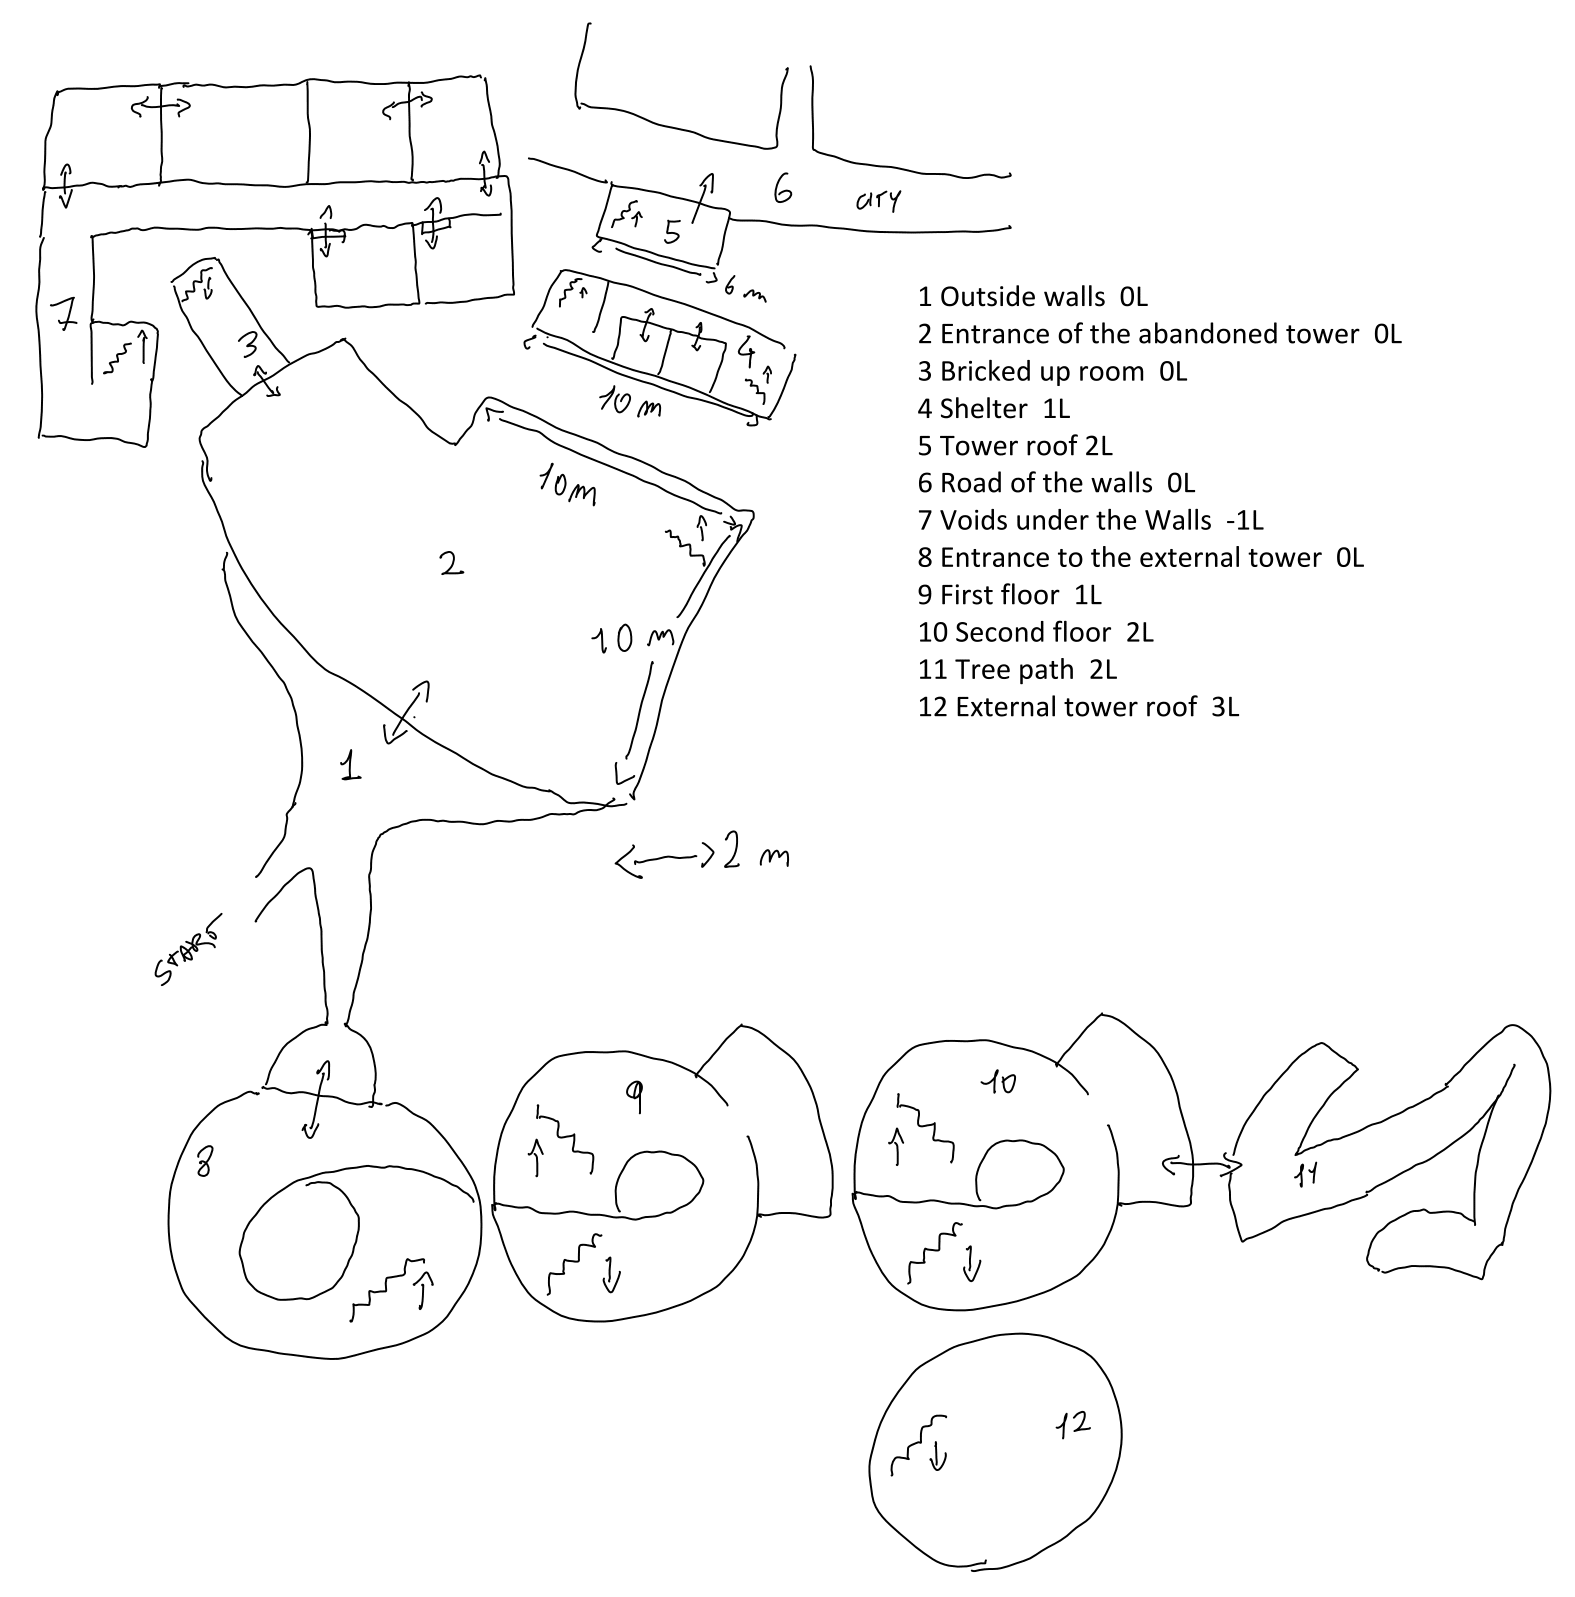 6
ary
5
6 m
7
3
4
10 m
10 m
2
10 m
1
2 m
START
1 Outside walls 0L
2 Entrance of the abandoned tower 0L
3 Bricked up room 0L
4 Shelter 1L
5 Tower roof 2L
6 Road of the walls 0L
7 Voids under the Walls -1L
8 Entrance to the external tower 0L
9 First floor 1L
10 Second floor 2L
11 Tree path 2L
12 External tower roof 3L
8
9
10
11
12